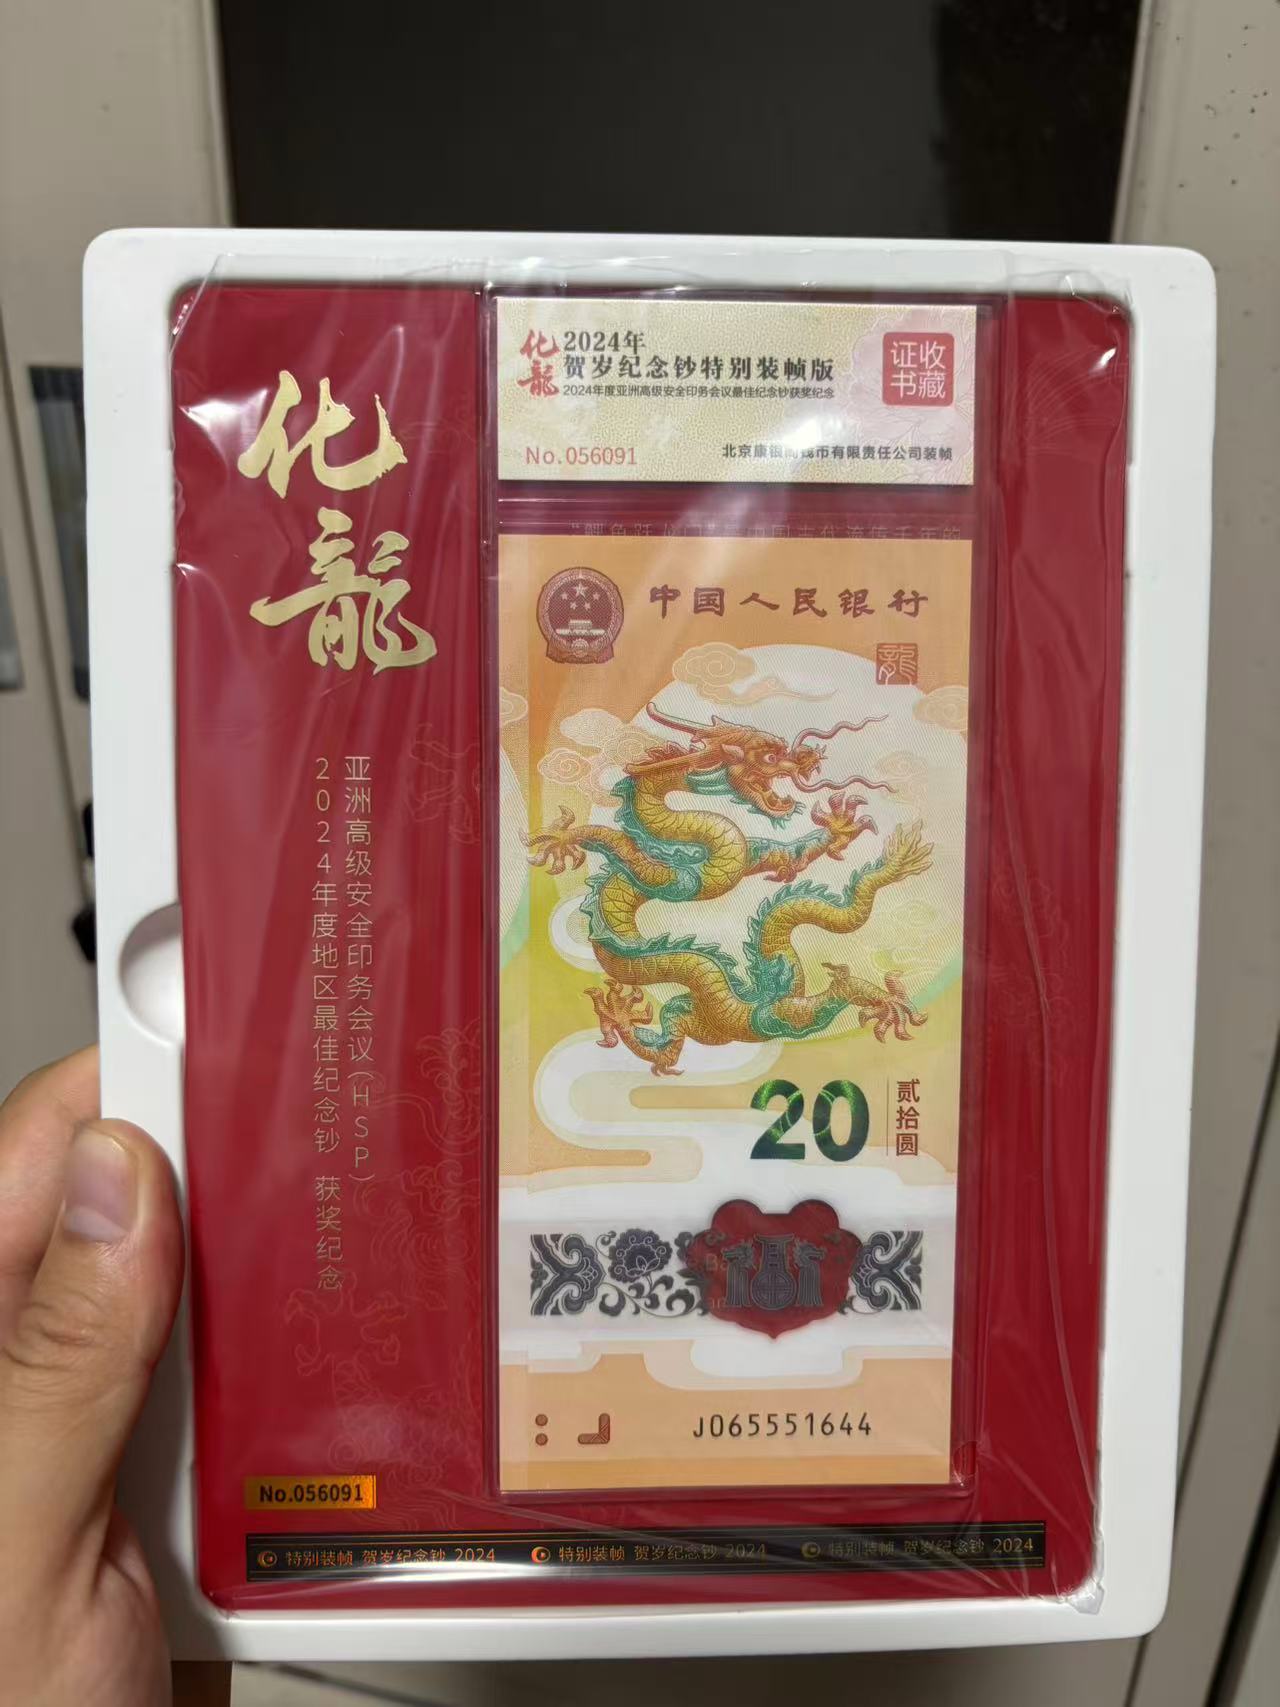 化龍
亚洲高级安全印务会议(HSP)
2024年度地区最佳纪念钞 获奖纪念
No.056091
化龍
2024年
贺岁纪念钞特别装帧版
2024年度亚洲高级安全印务会议最佳纪念钞获奖纪念
收藏
证书
No.056091
北京康银阁钱币有限责任公司装帧
中国人民银行
龍
20
贰拾圆
J065551644
特别装帧 贺岁纪念钞 2024
特别装帧 贺岁纪念钞 2024
特别装帧 贺岁纪念钞 2024